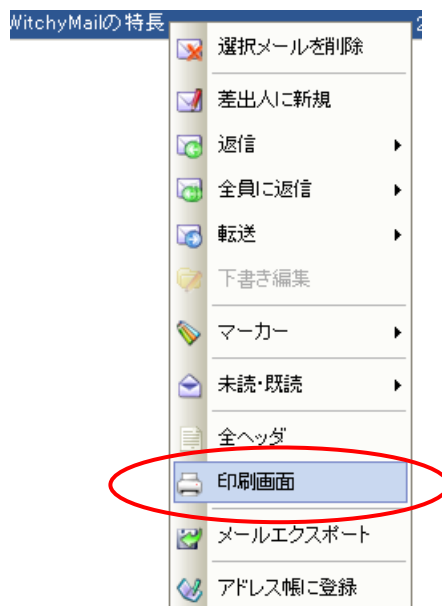 WitchyMailの特長
2
選択メールを削除
差出人に新規
返信
全員に返信
転送
下書き編集
マーカー
未読・既読
全ヘッダ
印刷画面
メールエクスポート
アドレス帳に登録